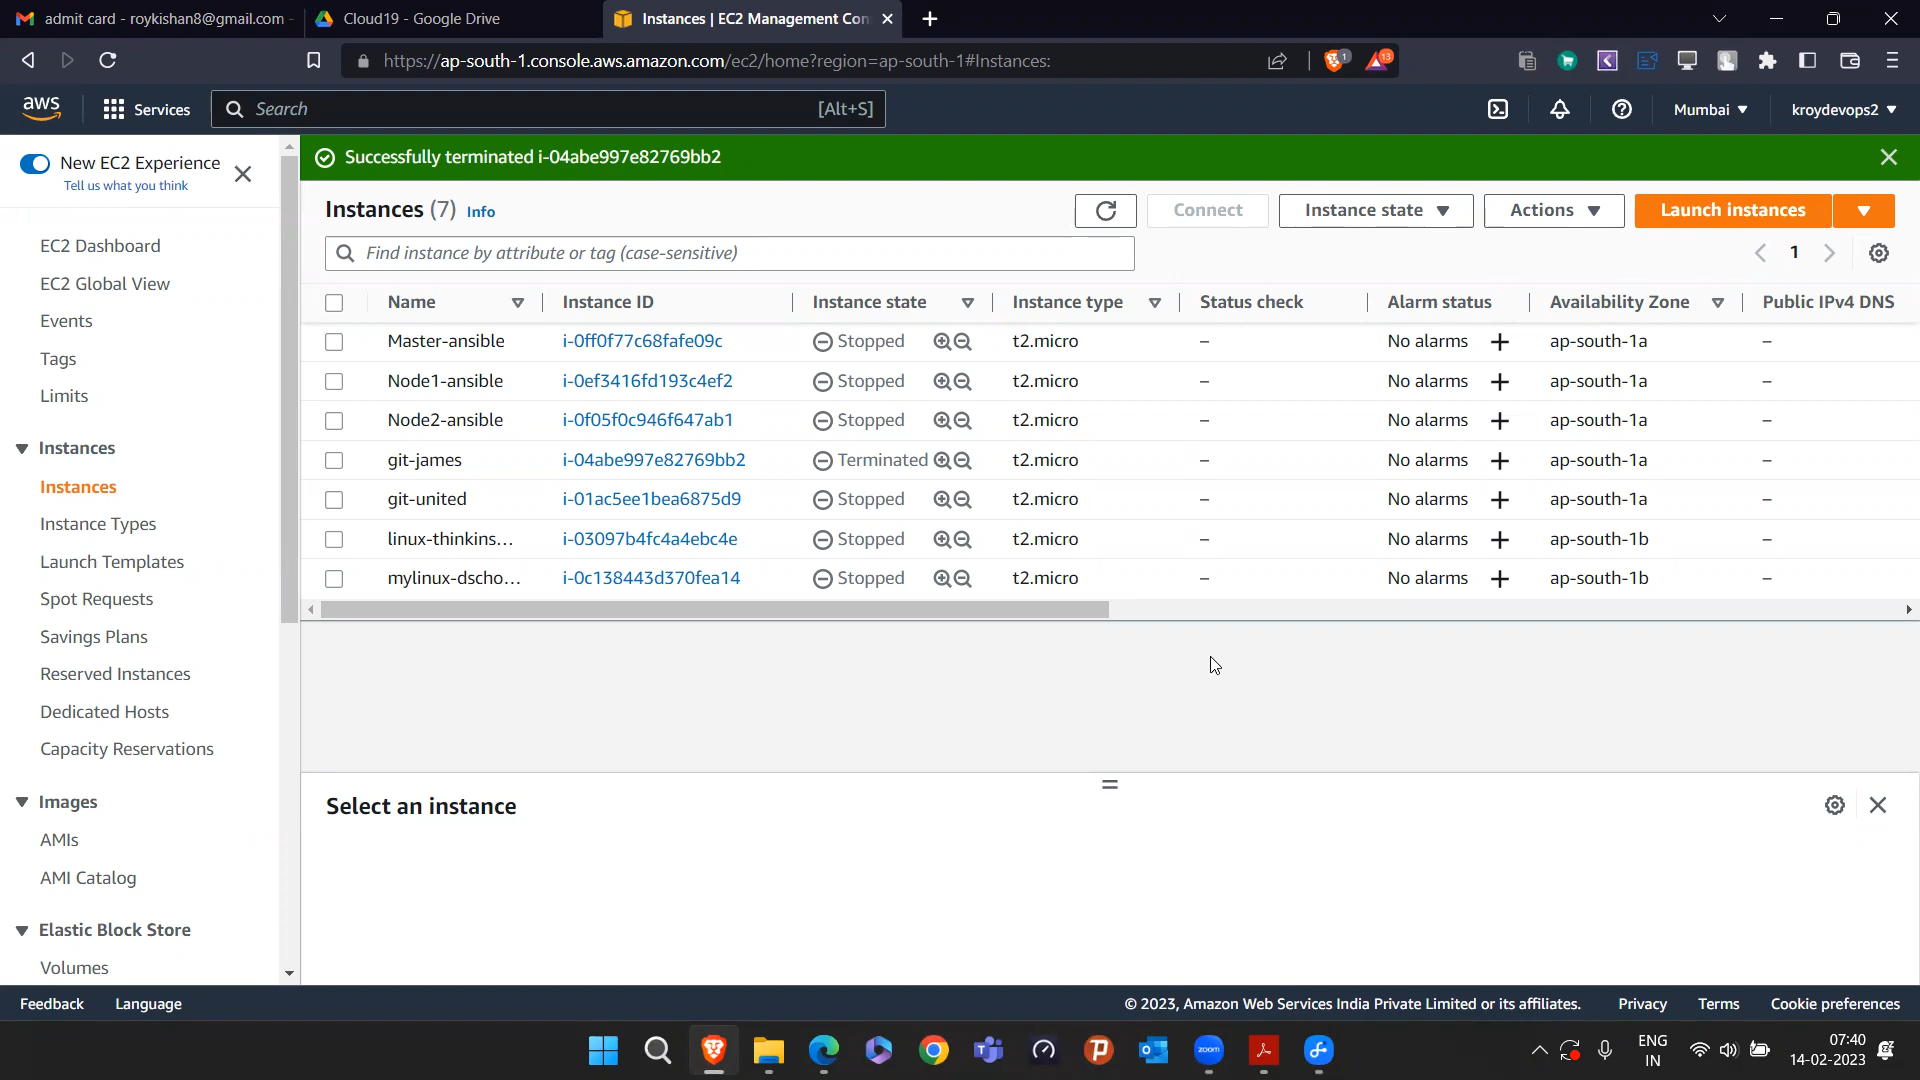 admit card - roykishan8@gmail.com -
Cloud19 - Google Drive
Instances | EC2 Management Con
https://ap-south-1.console.aws.amazon.com/ec2/home?region=ap-south-1#Instances:
1
13
aws
Services
Search
[Alt+S]
Mumbai
kroydevops2
New EC2 Experience
Tell us what you think
EC2 Dashboard
EC2 Global View
Events
Tags
Limits
Instances
Instances
Instance Types
Launch Templates
Spot Requests
Savings Plans
Reserved Instances
Dedicated Hosts
Capacity Reservations
Images
AMIs
AMI Catalog
Elastic Block Store
Volumes
Successfully terminated i-04abe997e82769bb2
Instances (7) Info
Connect
Instance state
Actions
Launch instances
Find instance by attribute or tag (case-sensitive)
1
Name Instance ID Instance state Instance type Status check Alarm status Availability Zone Public IPv4 DNS
Master-ansible i-0ff0f77c68fafe09c Stopped t2.micro – No alarms + ap-south-1a –
Node1-ansible i-0ef3416fd193c4ef2 Stopped t2.micro – No alarms + ap-south-1a –
Node2-ansible i-0f05f0c946f647ab1 Stopped t2.micro – No alarms + ap-south-1a –
git-james i-04abe997e82769bb2 Terminated t2.micro – No alarms + ap-south-1a –
git-united i-01ac5ee1bea6875d9 Stopped t2.micro – No alarms + ap-south-1a –
linux-thinkins... i-03097b4fc4a4ebc4e Stopped t2.micro – No alarms + ap-south-1b –
mylinux-dscho... i-0c138443d370fea14 Stopped t2.micro – No alarms + ap-south-1b –
Select an instance
Feedback
Language
© 2023, Amazon Web Services India Private Limited or its affiliates.
Privacy
Terms
Cookie preferences
zoom
ENG
IN
07:40
14-02-2023